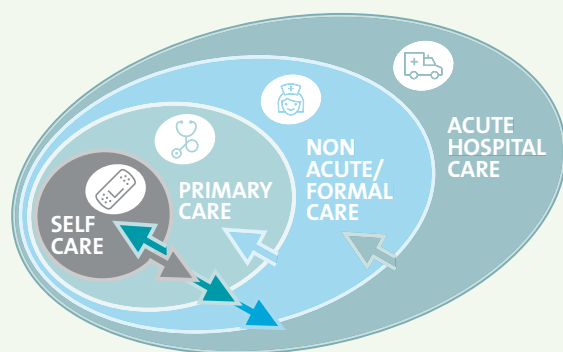 SELF
CARE
PRIMARY
CARE
NON
ACUTE/
FORMAL
CARE
ACUTE
HOSPITAL
CARE